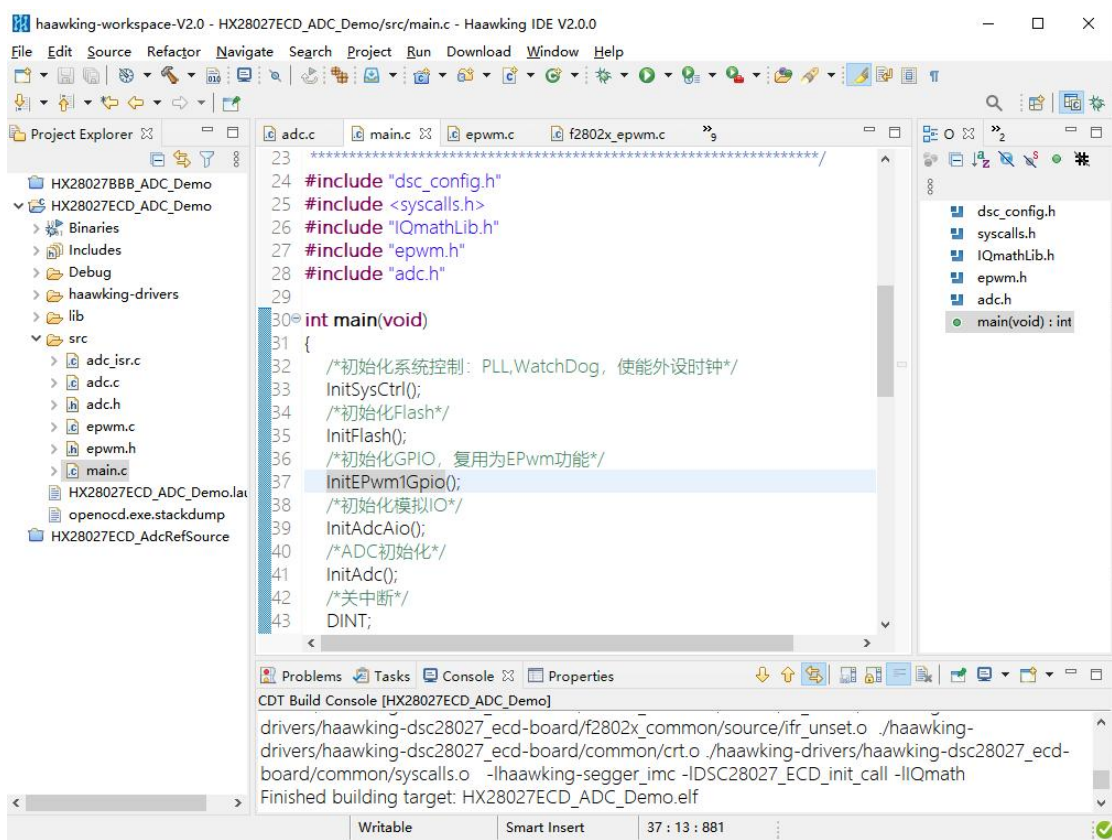 haawking-workspace-V2.0 - HX28027ECD_ADC_Demo/src/main.c - Haawking IDE V2.0.0
File Edit Source Refactor Navigate Search Project Run Download Window Help
Project Explorer
HX28027BBB_ADC_Demo
HX28027ECD_ADC_Demo
Binaries
Includes
Debug
haawking-drivers
lib
src
adc_isr.c
adc.c
adc.h
epwm.c
epwm.h
main.c
HX28027ECD_ADC_Demo.lau
openocd.exe.stackdump
HX28027ECD_AdcRefSource
adc.c main.c epwm.c f2802x_epwm.c »9
24 #include "dsc_config.h"
25 #include <syscalls.h>
26 #include "IQmathLib.h"
27 #include "epwm.h"
28 #include "adc.h"
29
30 int main(void)
31 {
32 /*初始化系统控制：PLL,WatchDog，使能外设时钟*/
33 InitSysCtrl();
34 /*初始化Flash*/
35 InitFlash();
36 /*初始化GPIO，复用为EPwm功能*/
37 InitEPwm1Gpio();
38 /*初始化模拟IO*/
39 InitAdcAio();
40 /*ADC初始化*/
41 InitAdc();
42 /*关中断*/
43 DINT;
O »2
dsc_config.h
syscalls.h
IQmathLib.h
epwm.h
adc.h
main(void) : int
Problems Tasks Console Properties
CDT Build Console [HX28027ECD_ADC_Demo]
drivers/haawking-dsc28027_ecd-board/f2802x_common/source/ifr_unset.o ./haawking-
drivers/haawking-drivers/haawking-dsc28027_ecd-
board/common/syscalls.o -lhaawking-segger_imc -lDSC28027_ECD_init_call -lIQmath
Finished building target: HX28027ECD_ADC_Demo.elf
Writable Smart Insert 37 : 13 : 881